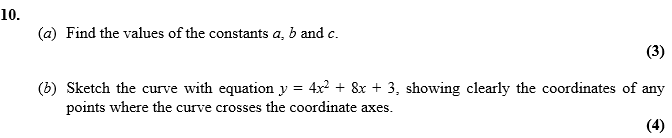 10.
(a) Find the values of the constants a, b and c.
(3)
(b) Sketch the curve with equation y = 4x² + 8x + 3, showing clearly the coordinates of any
points where the curve crosses the coordinate axes.
(4)